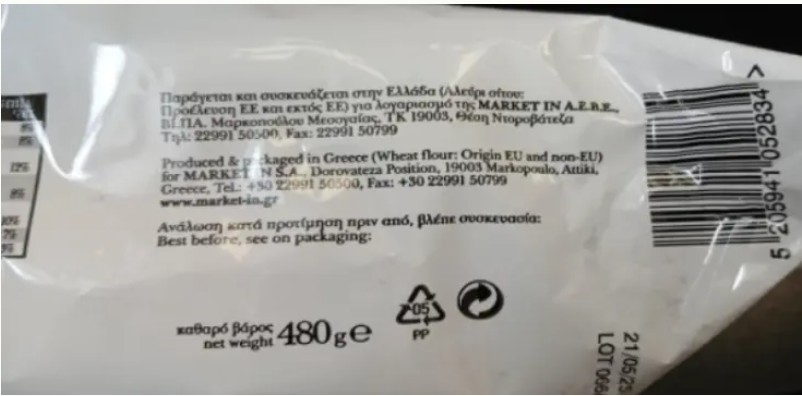 Παράγεται και συσκευάζεται στην Ελλάδα (Αλεύρι σίτου:
Προέλευση ΕΕ και εκτός ΕΕ) για λογαριασμό της MARKET IN A.E.B.E.,
ΒΙ.ΠΑ. Μαρκοπούλου Μεσογαίας, ΤΚ 19003, Θέση Ντοροβάτεζα
Τηλ: 22991 50500, Fax: 22991 50799
Produced & packaged in Greece (Wheat flour: Origin EU and non-EU)
for MARKET IN S.A., Dorovateza Position, 19003 Markopoulo, Attiki,
Greece, Tel.: +30 22991 50500, Fax: +30 22991 50799
www.market-in.gr
Ανάλωση κατά προτίμηση πριν από, βλέπε συσκευασία:
Best before, see on packaging:
καθαρό βάρος
net weight 480g e
05
PP
5 205941 052834 >
21/05/25
LOT